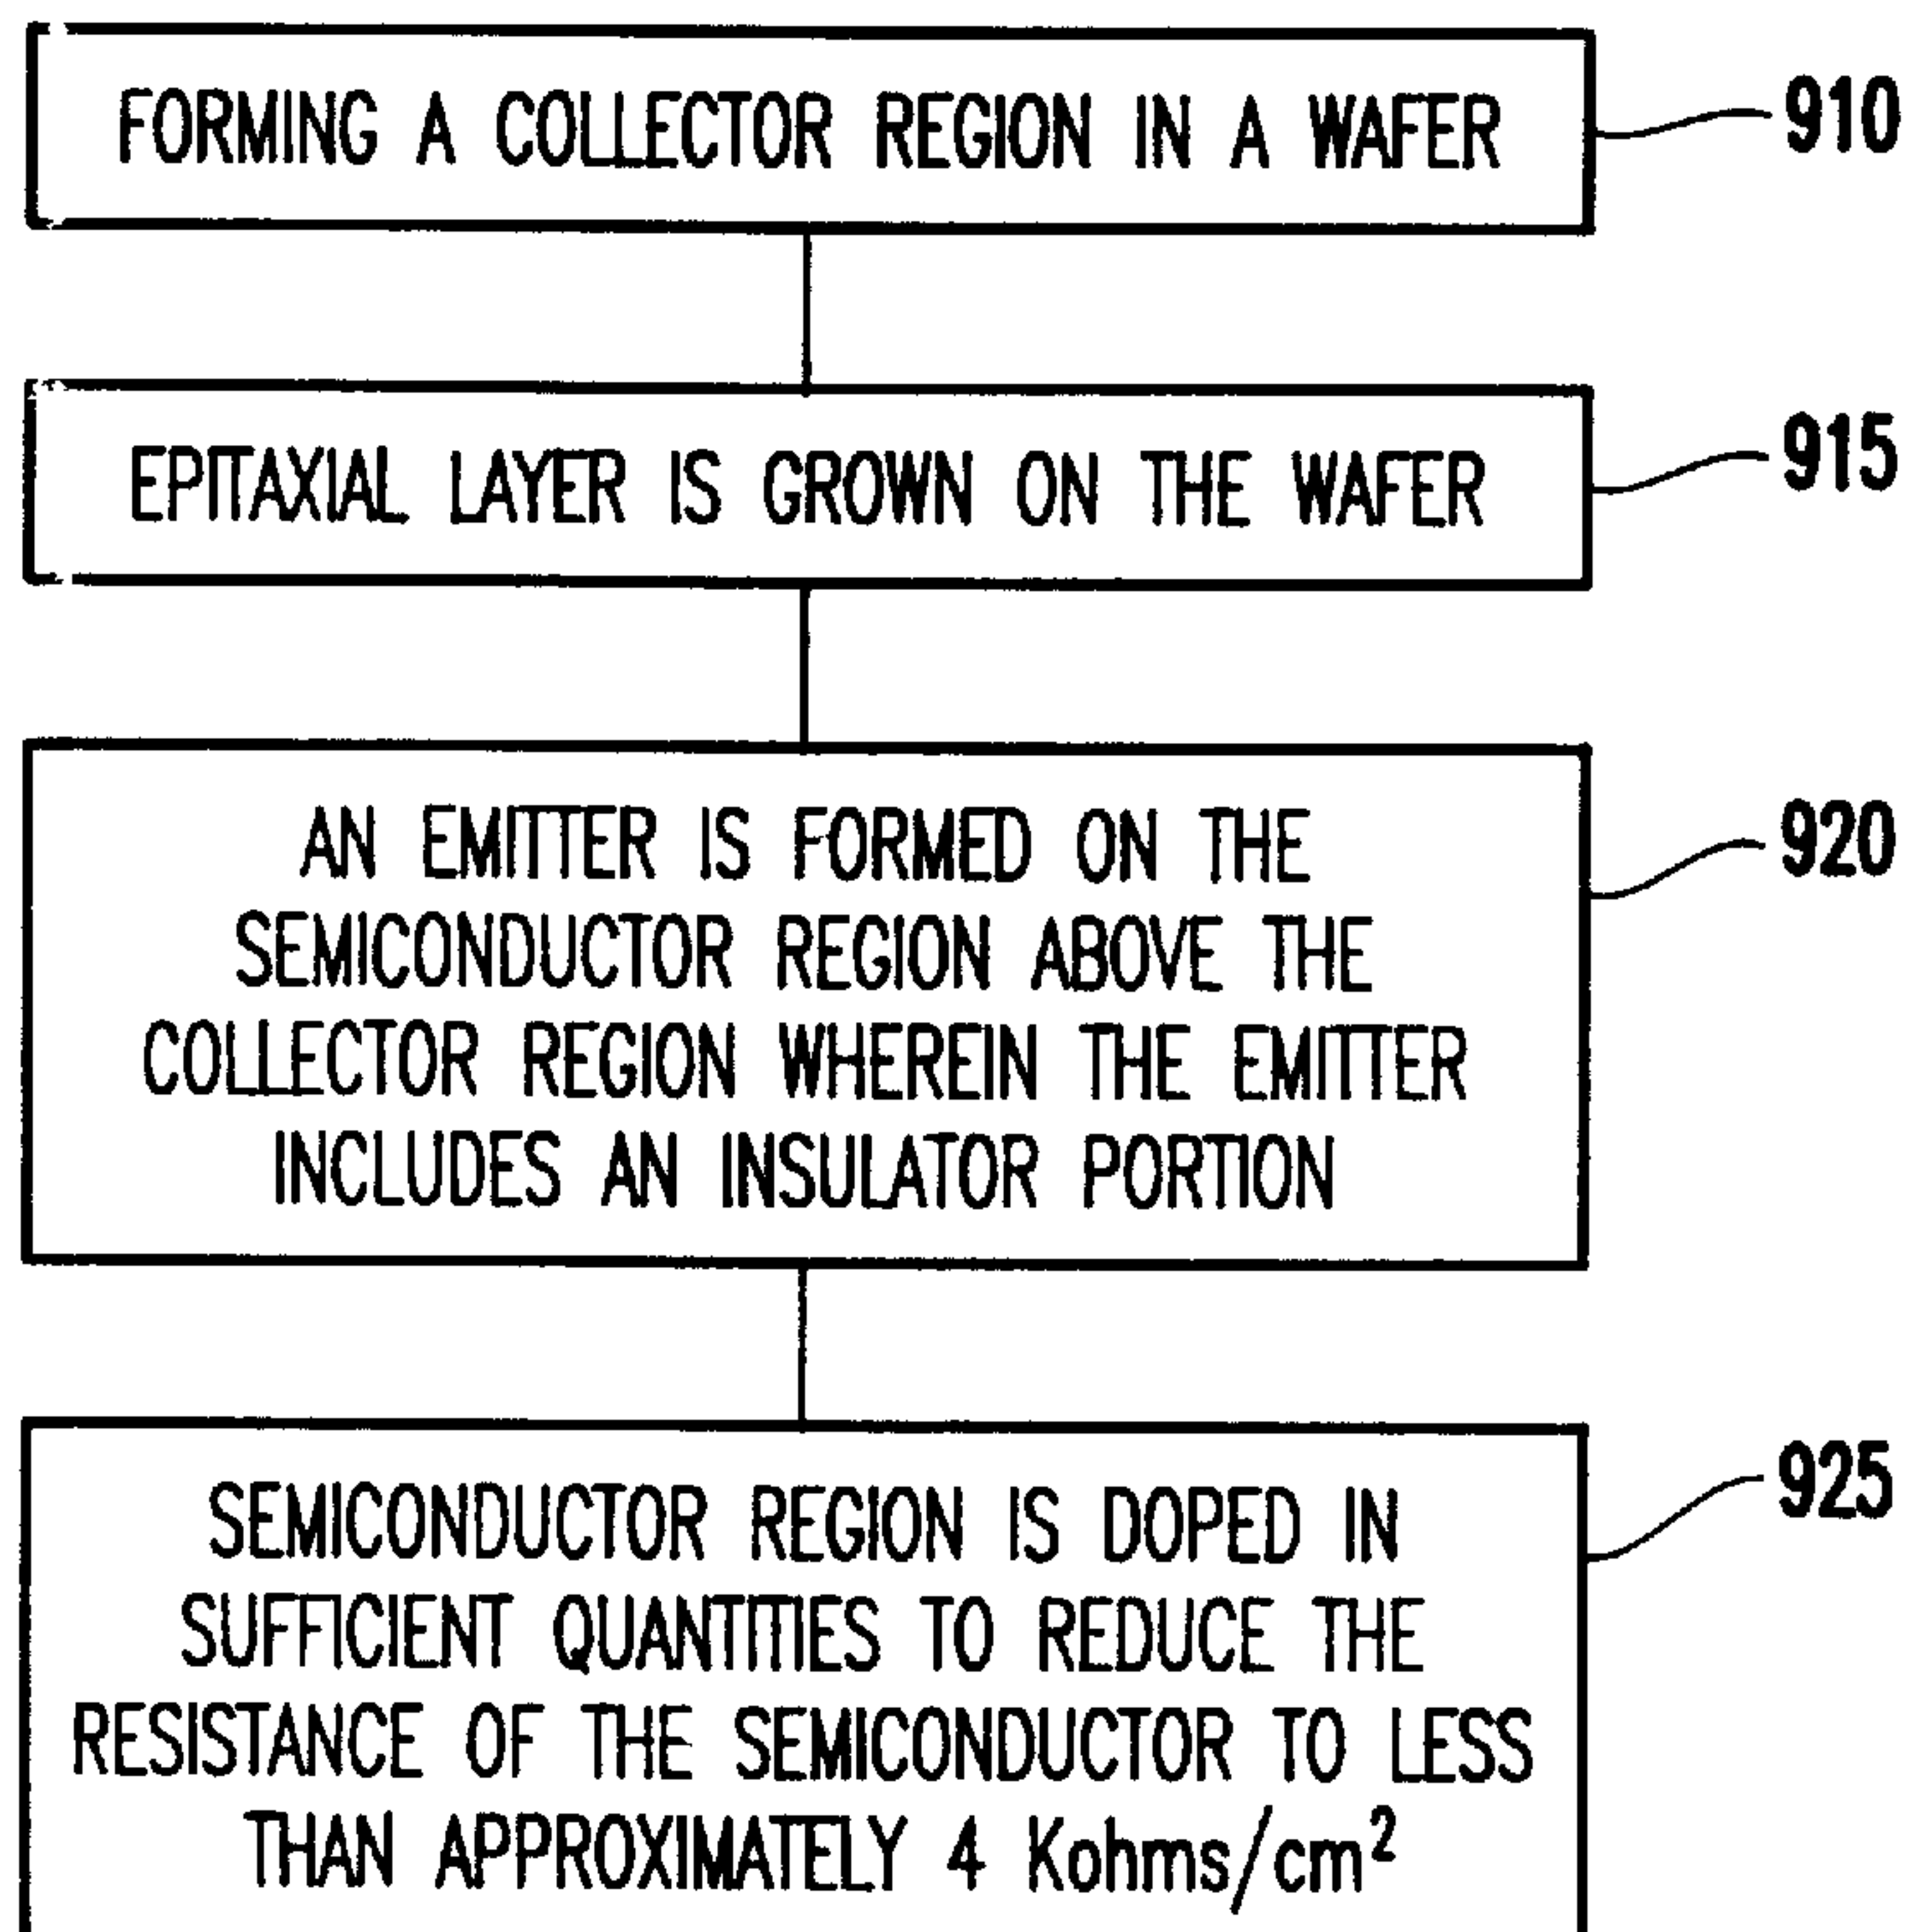 FORMING A COLLECTOR REGION IN A WAFER
910
EPITAXIAL LAYER IS GROWN ON THE WAFER
915
AN EMITTER IS FORMED ON THE
SEMICONDUCTOR REGION ABOVE THE
COLLECTOR REGION WHEREIN THE EMITTER
INCLUDES AN INSULATOR PORTION
920
SEMICONDUCTOR REGION IS DOPED IN
SUFFICIENT QUANTITIES TO REDUCE THE
RESISTANCE OF THE SEMICONDUCTOR TO LESS
THAN APPROXIMATELY 4 Kohms/cm²
925